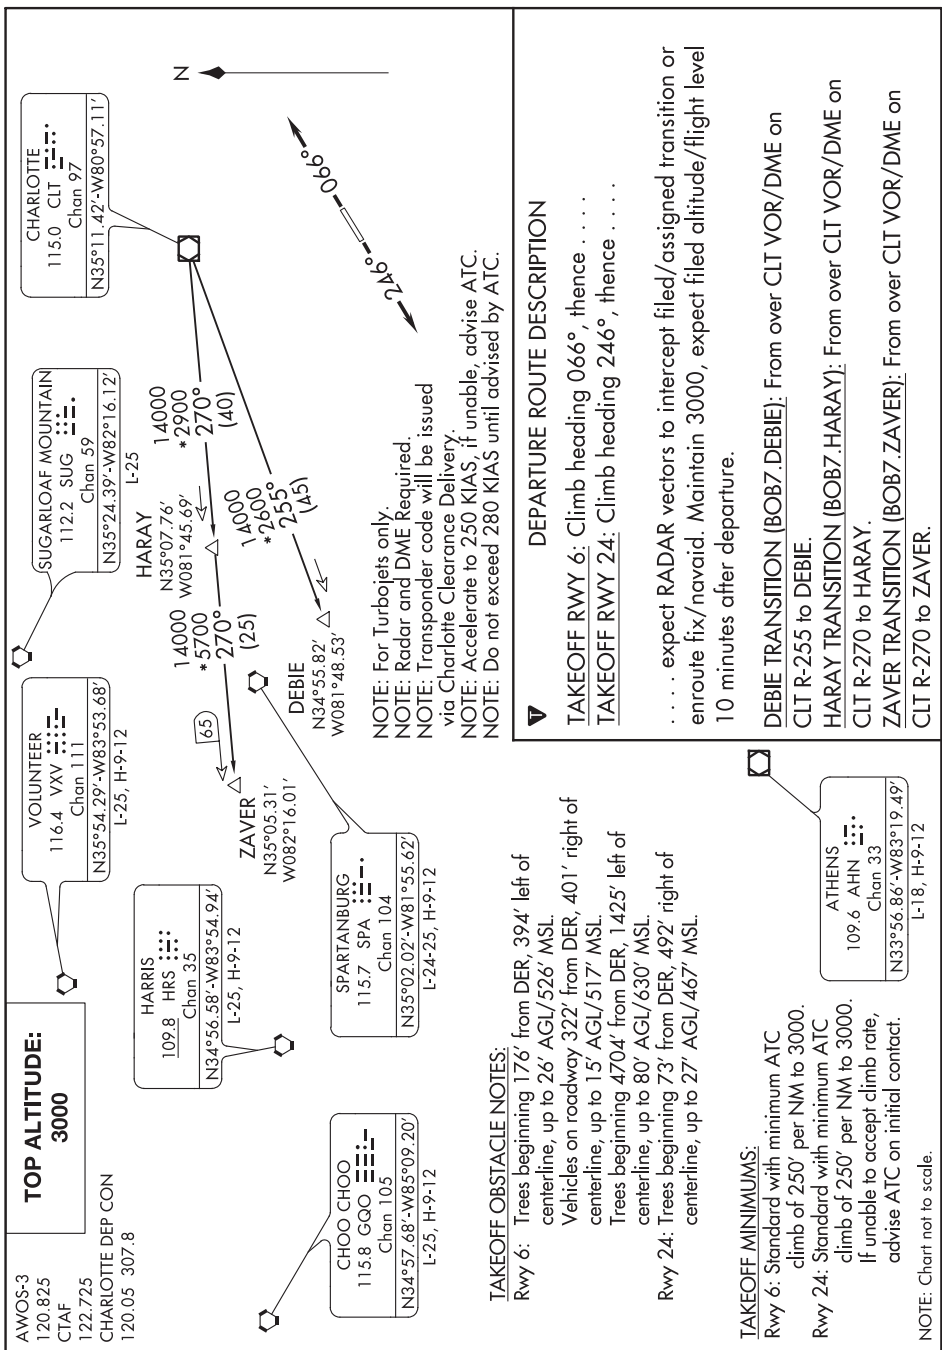 AWOS-3
120.825
CTAF
122.725
CHARLOTTE DEP CON
120.05 307.8
TOP ALTITUDE:
3000
VOLUNTEER
116.4 VXV
Chan 111
N35°54.29'-W83°53.68'
L-25, H-9-12
SUGARLOAF MOUNTAIN
112.2 SUG
Chan 59
N35°24.39'-W82°16.12'
L-25
CHARLOTTE
115.0 CLT
Chan 97
N35°11.42'-W80°57.11'
N
HARRIS
109.8 HRS
Chan 35
N34°56.58'-W83°54.94'
L-25, H-9-12
HARAY
N35°07.76'
W081°45.69'
14000
*2900
270°
(40)
14000
*5700
270°
(25)
65
ZAVER
N35°05.31'
W082°16.01'
14000
*2600
255°
(45)
DEBIE
N34°55.82'
W081°48.53'
246°
066°
CHOO CHOO
115.8 GQO
Chan 105
N34°57.68'-W85°09.20'
L-25, H-9-12
SPARTANBURG
115.7 SPA
Chan 104
N35°02.02'-W81°55.62'
L-24-25, H-9-12
NOTE: For Turbojets only.
NOTE: Radar and DME Required.
NOTE: Transponder code will be issued
via Charlotte Clearance Delivery.
NOTE: Accelerate to 250 KIAS, if unable, advise ATC.
NOTE: Do not exceed 280 KIAS until advised by ATC.
TAKEOFF OBSTACLE NOTES:
Rwy 6: Trees beginning 176' from DER, 394' left of
centerline, up to 26' AGL/526' MSL.
Vehicles on roadway 322' from DER, 401' right of
centerline, up to 15' AGL/517' MSL.
Trees beginning 4704' from DER, 1425' left of
centerline, up to 80' AGL/630' MSL.
Rwy 24: Trees beginning 73' from DER, 492' right of
centerline, up to 27' AGL/467' MSL.
TAKEOFF MINIMUMS:
Rwy 6: Standard with minimum ATC
climb of 250' per NM to 3000.
Rwy 24: Standard with minimum ATC
climb of 250' per NM to 3000.
If unable to accept climb rate,
advise ATC on initial contact.
NOTE: Chart not to scale.
ATHENS
109.6 AHN
Chan 33
N33°56.86'-W83°19.49'
L-18, H-9-12
T
DEPARTURE ROUTE DESCRIPTION
TAKEOFF RWY 6: Climb heading 066°, thence . . . .
TAKEOFF RWY 24: Climb heading 246°, thence . . . .
. . . . expect RADAR vectors to intercept filed/assigned transition or
enroute fix/navaid. Maintain 3000, expect filed altitude/flight level
10 minutes after departure.
DEBIE TRANSITION (BOB7.DEBIE): From over CLT VOR/DME on
CLT R-255 to DEBIE.
HARAY TRANSITION (BOB7.HARAY): From over CLT VOR/DME on
CLT R-270 to HARAY.
ZAVER TRANSITION (BOB7.ZAVER): From over CLT VOR/DME on
CLT R-270 to ZAVER.